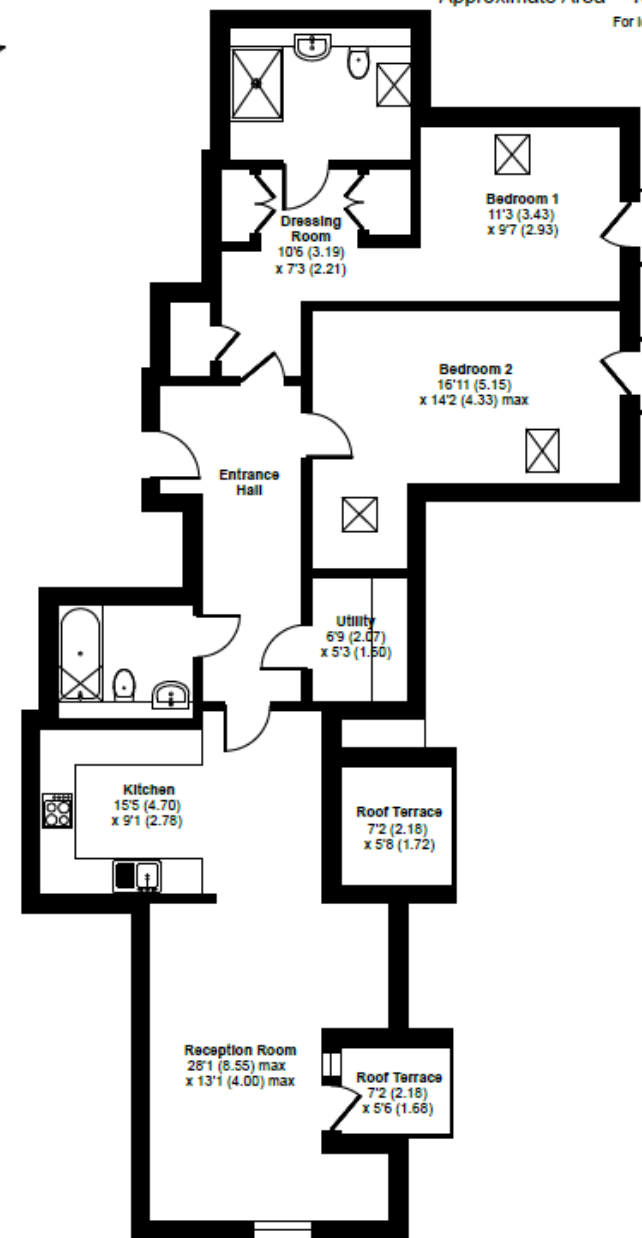 For
Bedroom 1
11'3 (3.43)
x 9'7 (2.93)
Dressing
Room
10'6 (3.19)
x 7'3 (2.21)
Bedroom 2
16'11 (5.15)
x 14'2 (4.33) max
Entrance
Hall
Utility
6'9 (2.07)
x 5'3 (1.60)
Kitchen
15'5 (4.70)
x 9'1 (2.78)
Roof Terrace
7'2 (2.18)
x 5'8 (1.72)
Reception Room
28'1 (8.55) max
x 13'1 (4.00) max
Roof Terrace
7'2 (2.18)
x 5'6 (1.68)